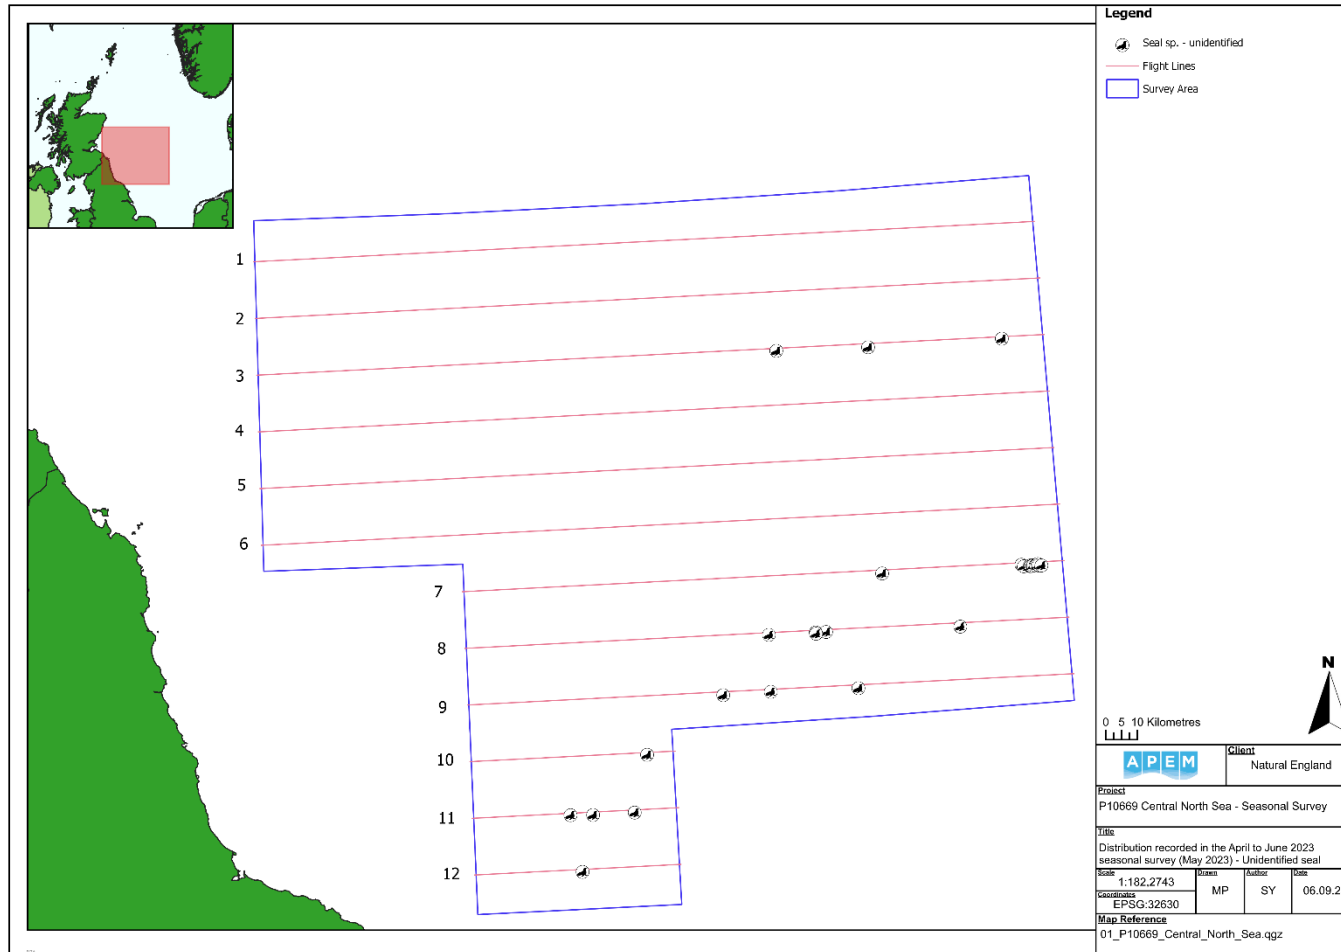 Legend
Seal sp. - unidentified
Flight Lines
Survey Area
1
2
3
4
5
6
7
8
9
10
11
12
N
0 5 10 Kilometres
APEM
Client
Natural England
Project
P10669 Central North Sea - Seasonal Survey
Title
Distribution recorded in the April to June 2023
seasonal survey (May 2023) - Unidentified seal
Scale
1:182,2743
Drawn
MP
Author
SY
Date
06.09.2
Coordinates
EPSG:32630
Map Reference
01_P10669_Central_North_Sea.qgz